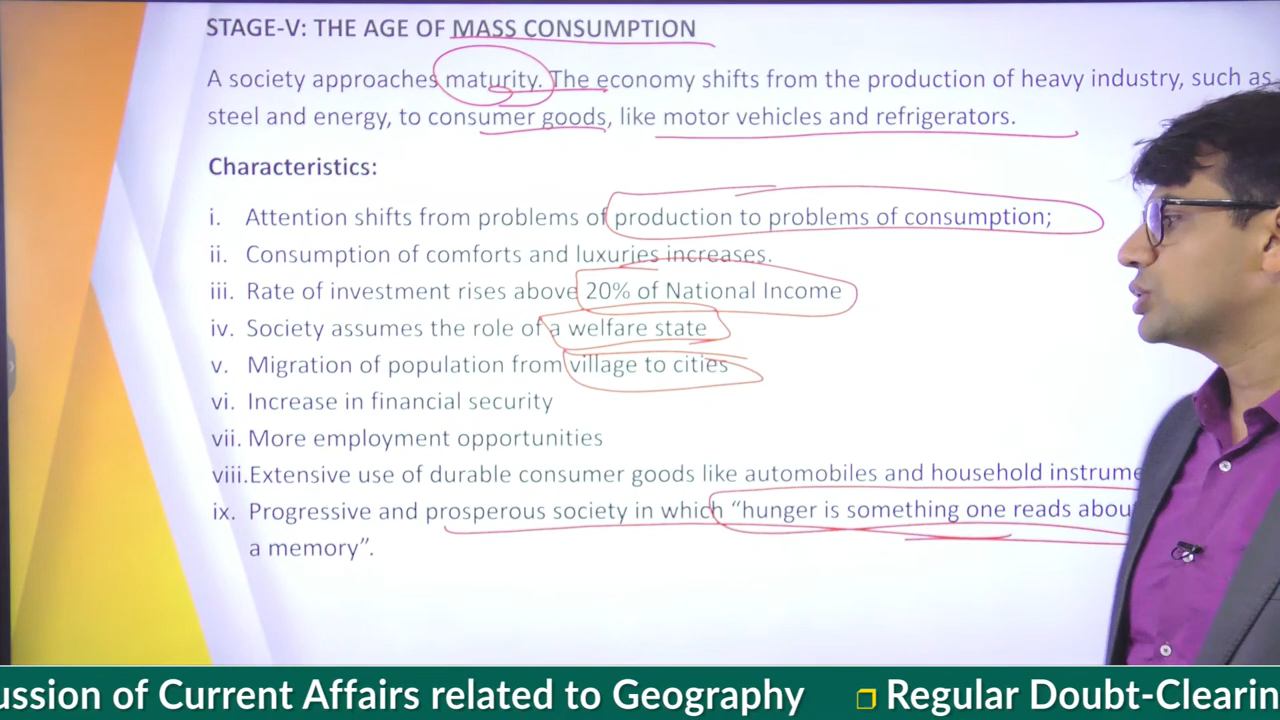 STAGE-V: THE AGE OF MASS CONSUMPTION
A society approaches maturity. The economy shifts from the production of heavy industry, such as
steel and energy, to consumer goods, like motor vehicles and refrigerators.
Characteristics:
i. Attention shifts from problems of production to problems of consumption;
ii. Consumption of comforts and luxuries increases.
iii. Rate of investment rises above 20% of National Income
iv. Society assumes the role of a welfare state
v. Migration of population from village to cities
vi. Increase in financial security
vii. More employment opportunities
viii. Extensive use of durable consumer goods like automobiles and household
ix. Progressive and prosperous society in which “hunger is something one reads
a memory”.
of Current Affairs related to Geography
Regular